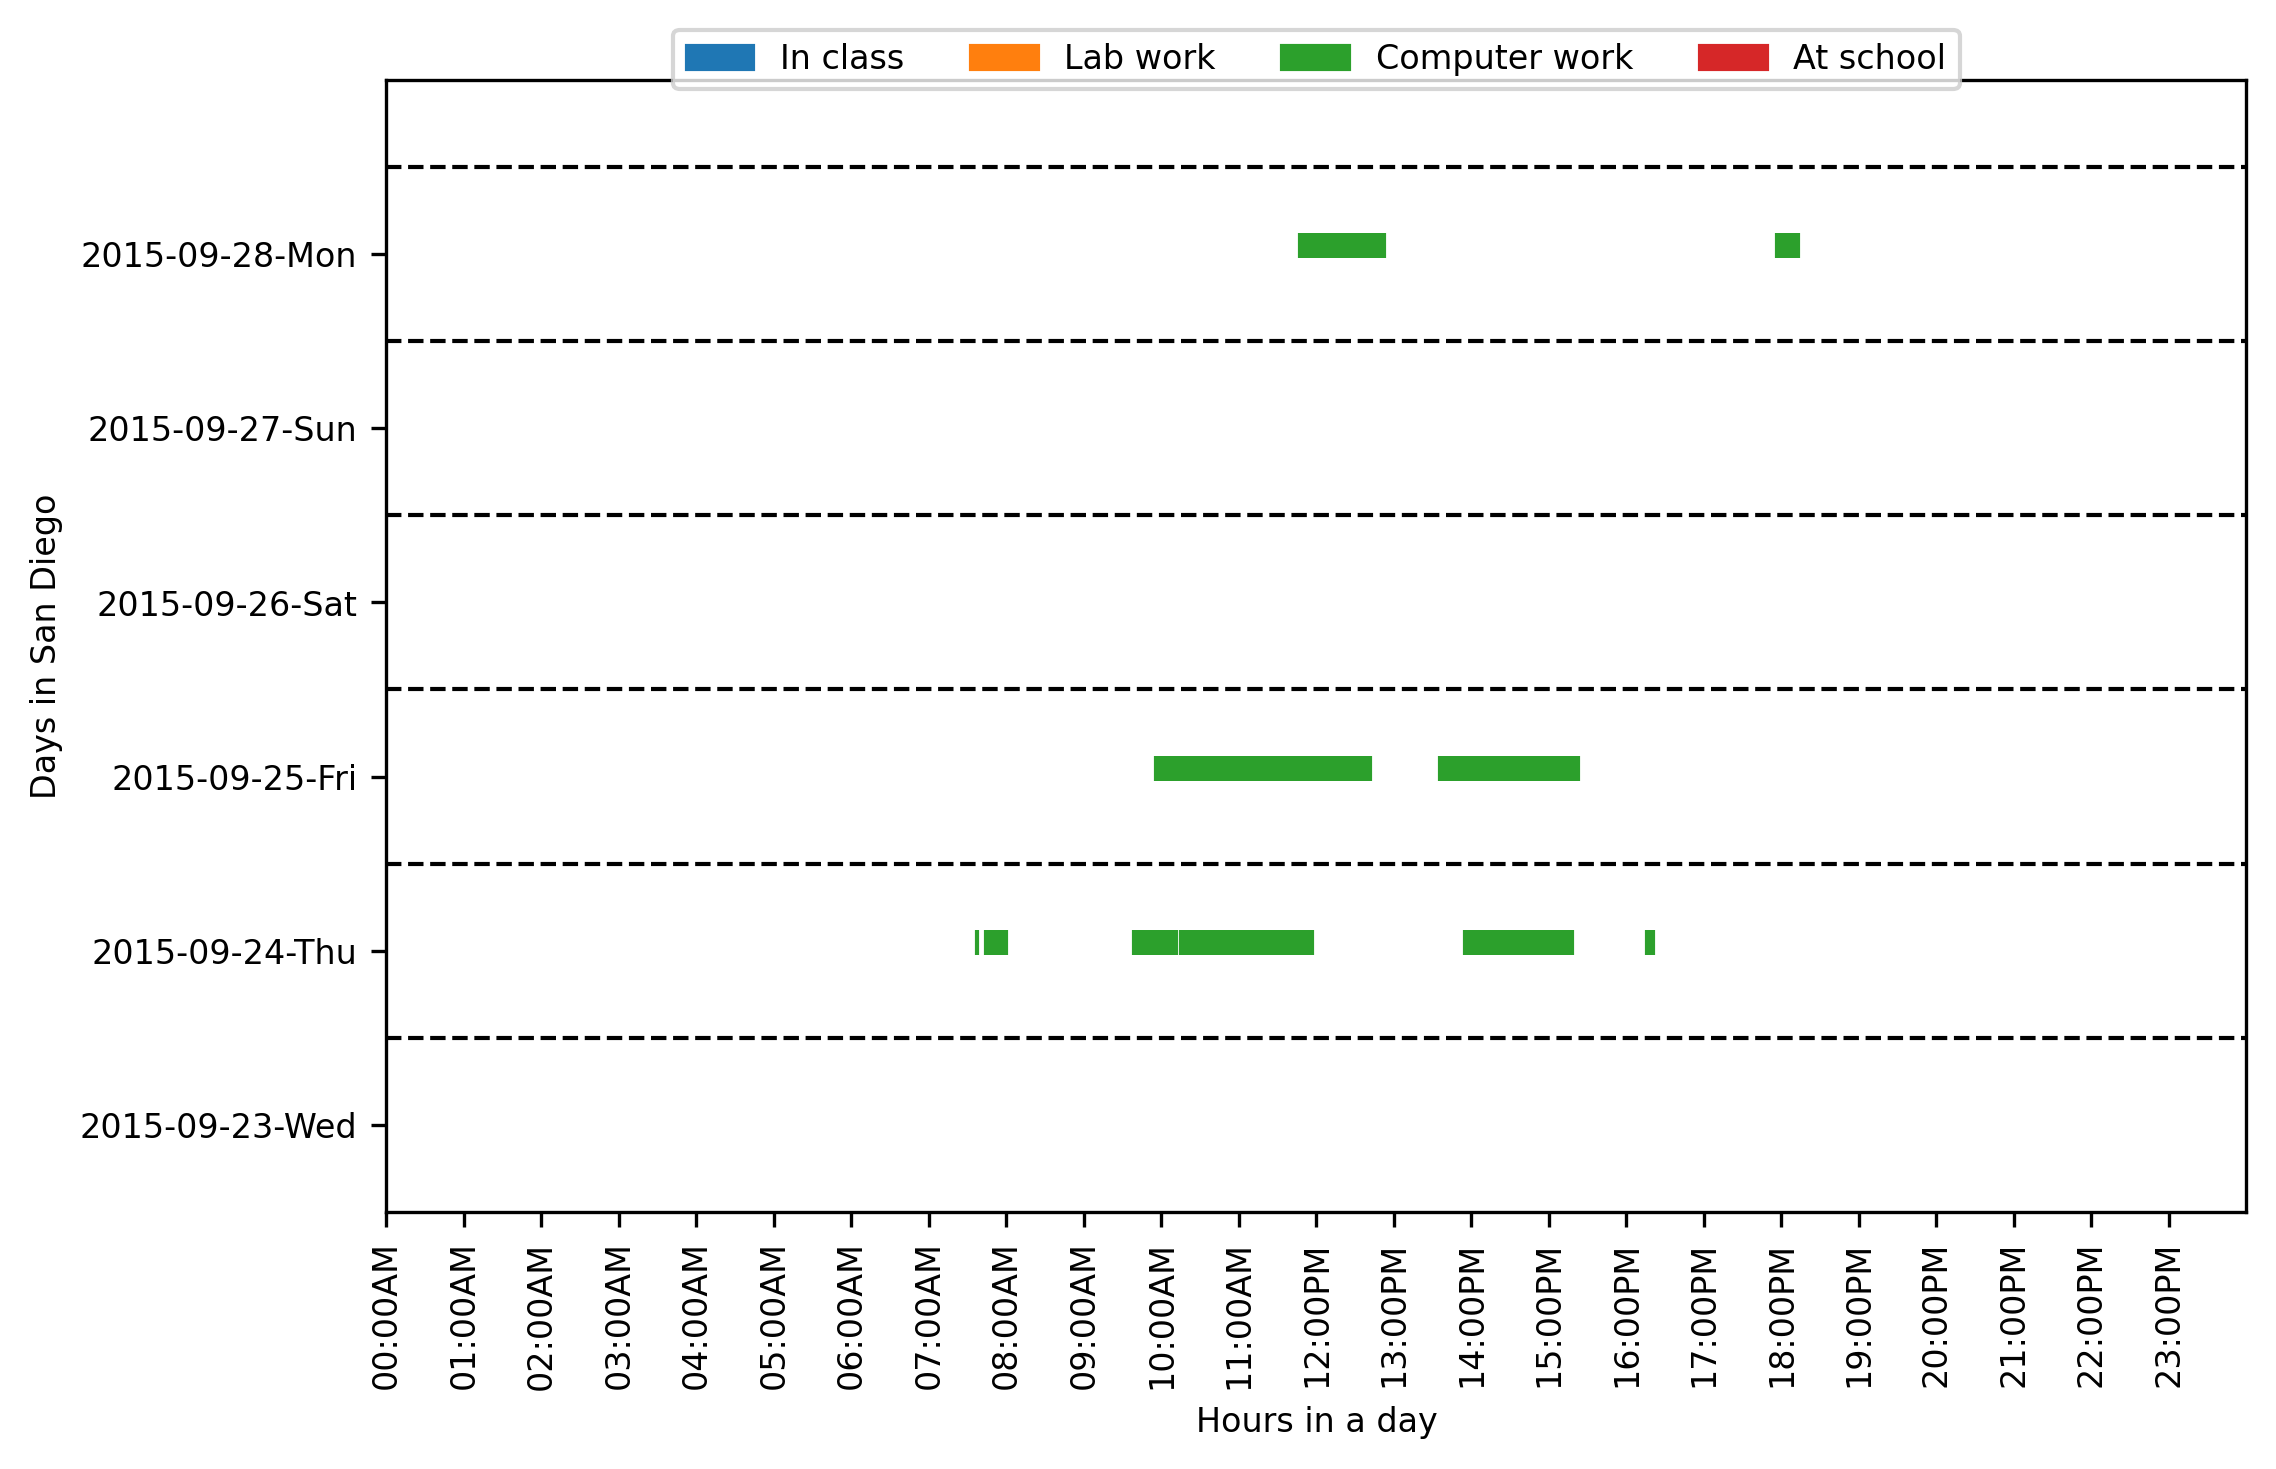 In class Lab work Computer work At school
2015-09-28-Mon
2015-09-27-Sun
2015-09-26-Sat
2015-09-25-Fri
2015-09-24-Thu
2015-09-23-Wed
Days in San Diego
00:00AM
01:00AM
02:00AM
03:00AM
04:00AM
05:00AM
06:00AM
07:00AM
08:00AM
09:00AM
10:00AM
11:00AM
12:00PM
13:00PM
14:00PM
15:00PM
16:00PM
17:00PM
18:00PM
19:00PM
20:00PM
21:00PM
22:00PM
23:00PM
Hours in a day